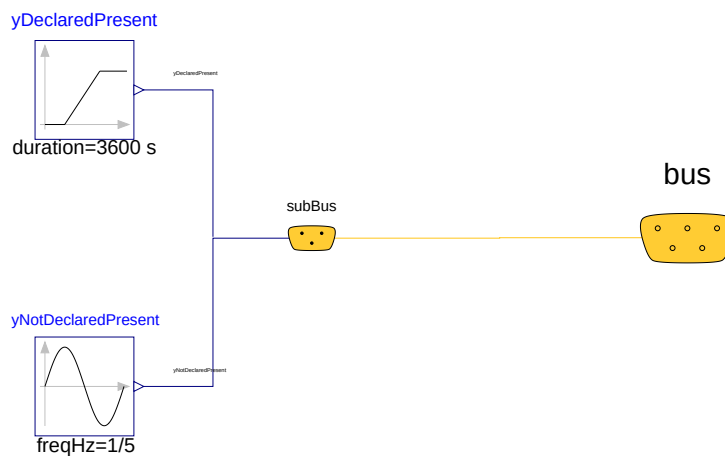 yDeclaredPresent
yDeclaredPresent
duration=3600 s
bus
subBus
yNotDeclaredPresent
yNotDeclaredPresent
freqHz=1/5